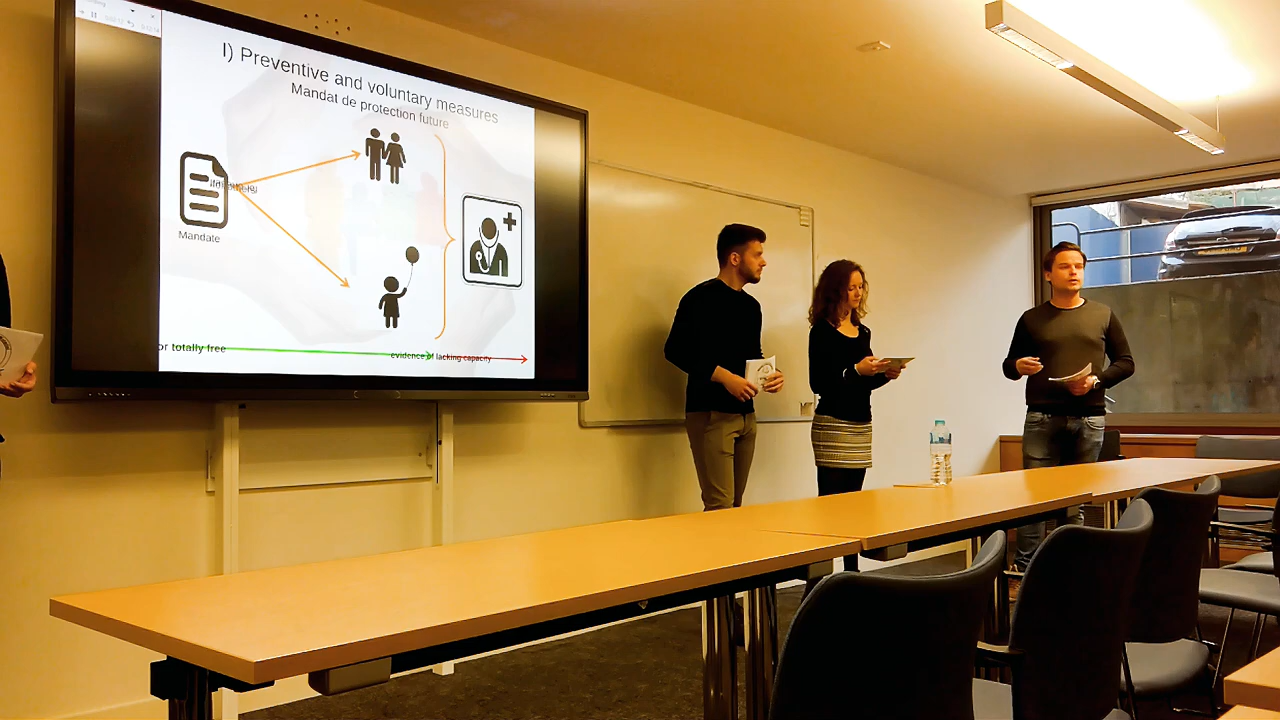 I) Preventive and voluntary measures
Mandat de protection future
Mandate
or totally free
evidence of lacking capacity